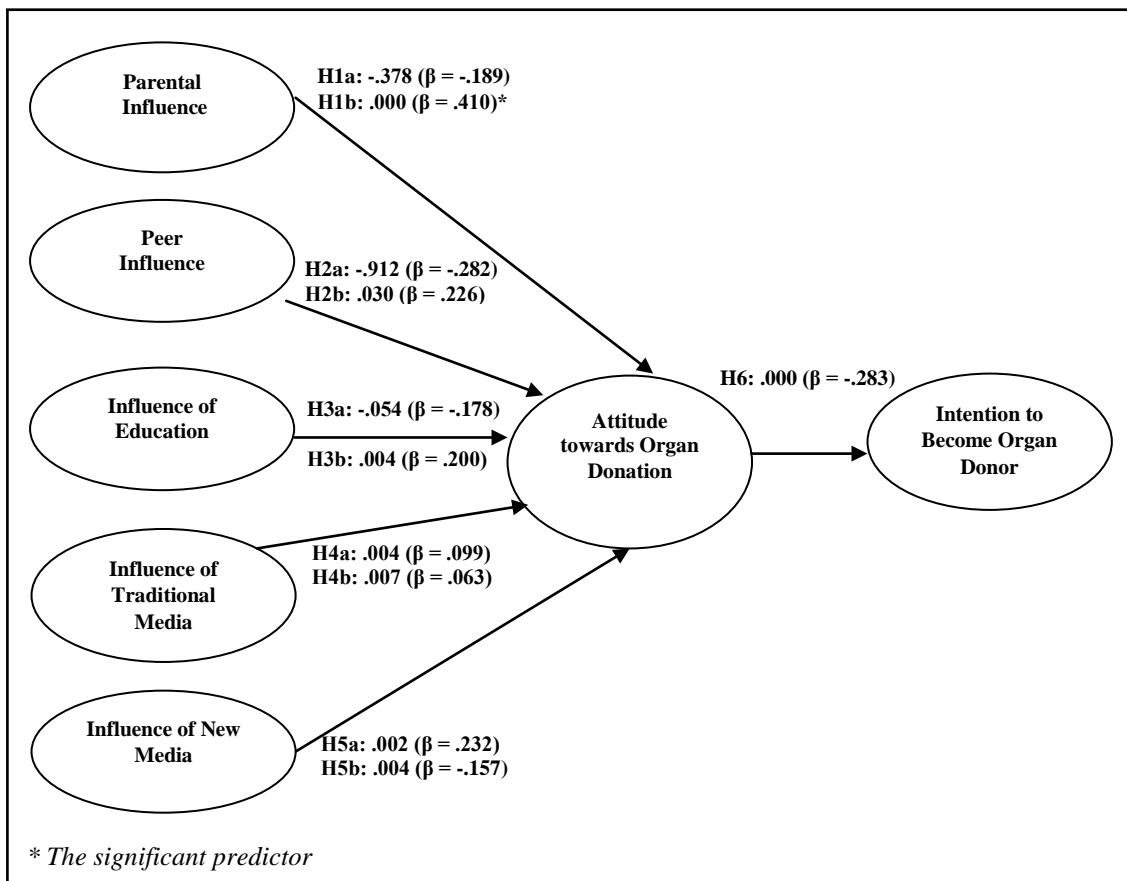 Parental
Influence
H1a: -.378 (β = -.189)
H1b: .000 (β = .410)*
Peer
Influence
H2a: -.912 (β = -.282)
H2b: .030 (β = .226)
Influence of
Education
H3a: -.054 (β = -.178)
H3b: .004 (β = .200)
Attitude
towards Organ
Donation
H6: .000 (β = -.283)
Intention to
Become Organ
Donor
Influence of
Traditional
Media
H4a: .004 (β = .099)
H4b: .007 (β = .063)
Influence of New
Media
H5a: .002 (β = .232)
H5b: .004 (β = -.157)
* The significant predictor